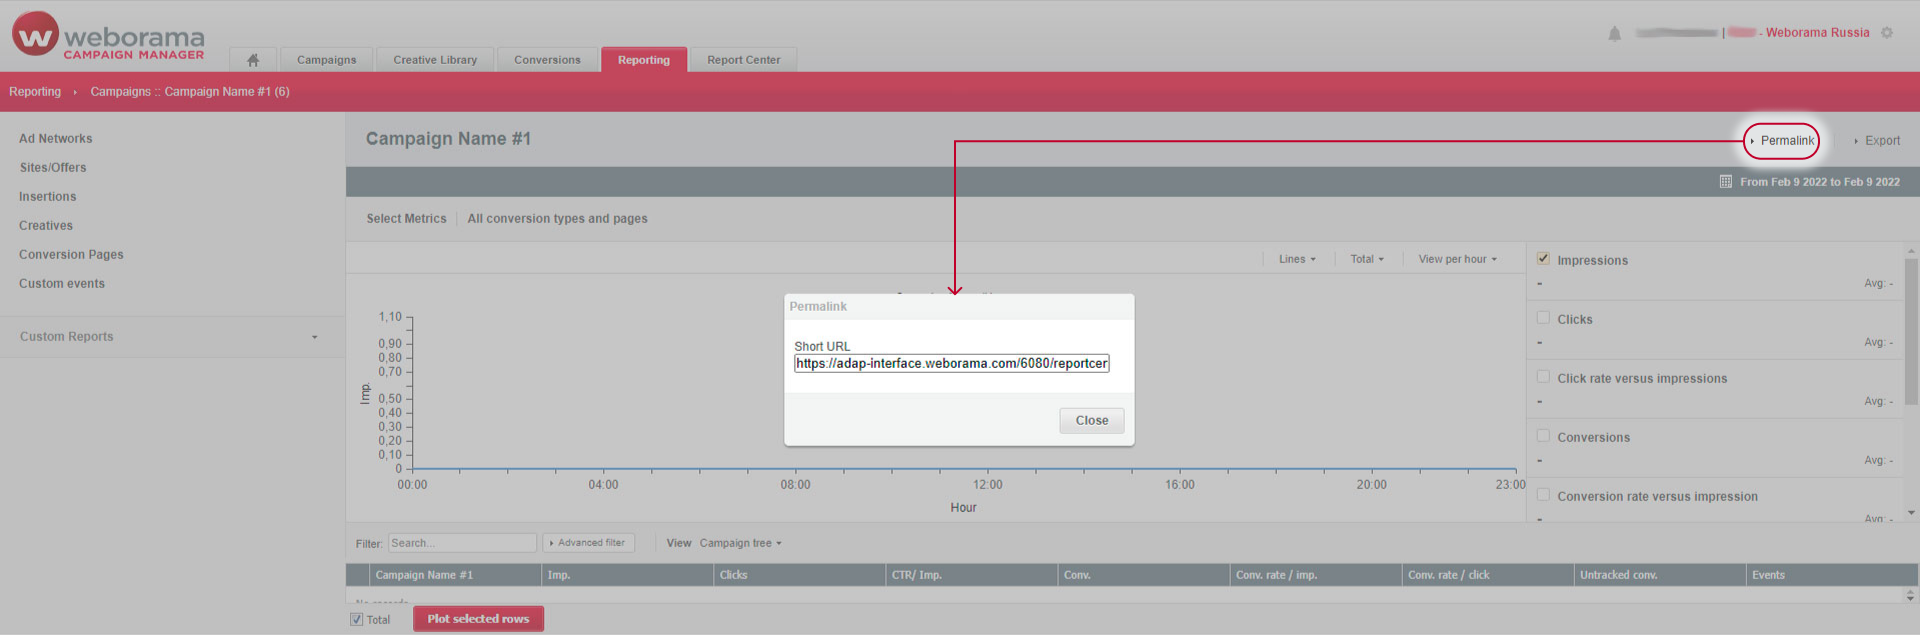 weborama
CAMPAIGN MANAGER
Campaigns
Creative Library
Conversions
Reporting
Report Center
| - Weborama Russia
Reporting › Campaigns :: Campaign Name #1 (6)
Ad Networks
Sites/Offers
Insertions
Creatives
Conversion Pages
Custom events
Custom Reports
Campaign Name #1
Permalink
Export
From Feb 9 2022 to Feb 9 2022
Select Metrics
All conversion types and pages
Lines
Total
View per hour
1,10
0,90
0,80
0,70
0,50
0,40
0,30
0,20
0,10
0
Imp.
00:00
04:00
08:00
12:00
16:00
20:00
23:00
Hour
Permalink
Short URL
https://adap-interface.weborama.com/6080/reportcer
Close
Impressions
- Avg: -
Clicks
- Avg: -
Click rate versus impressions
- Avg: -
Conversions
- Avg: -
Conversion rate versus impression
- Avg: -
Filter: Search... Advanced filter View Campaign tree
Campaign Name #1 Imp. Clicks CTR/ Imp. Conv. Conv. rate / imp. Conv. rate / click Untracked conv. Events
No records
Total
Plot selected rows